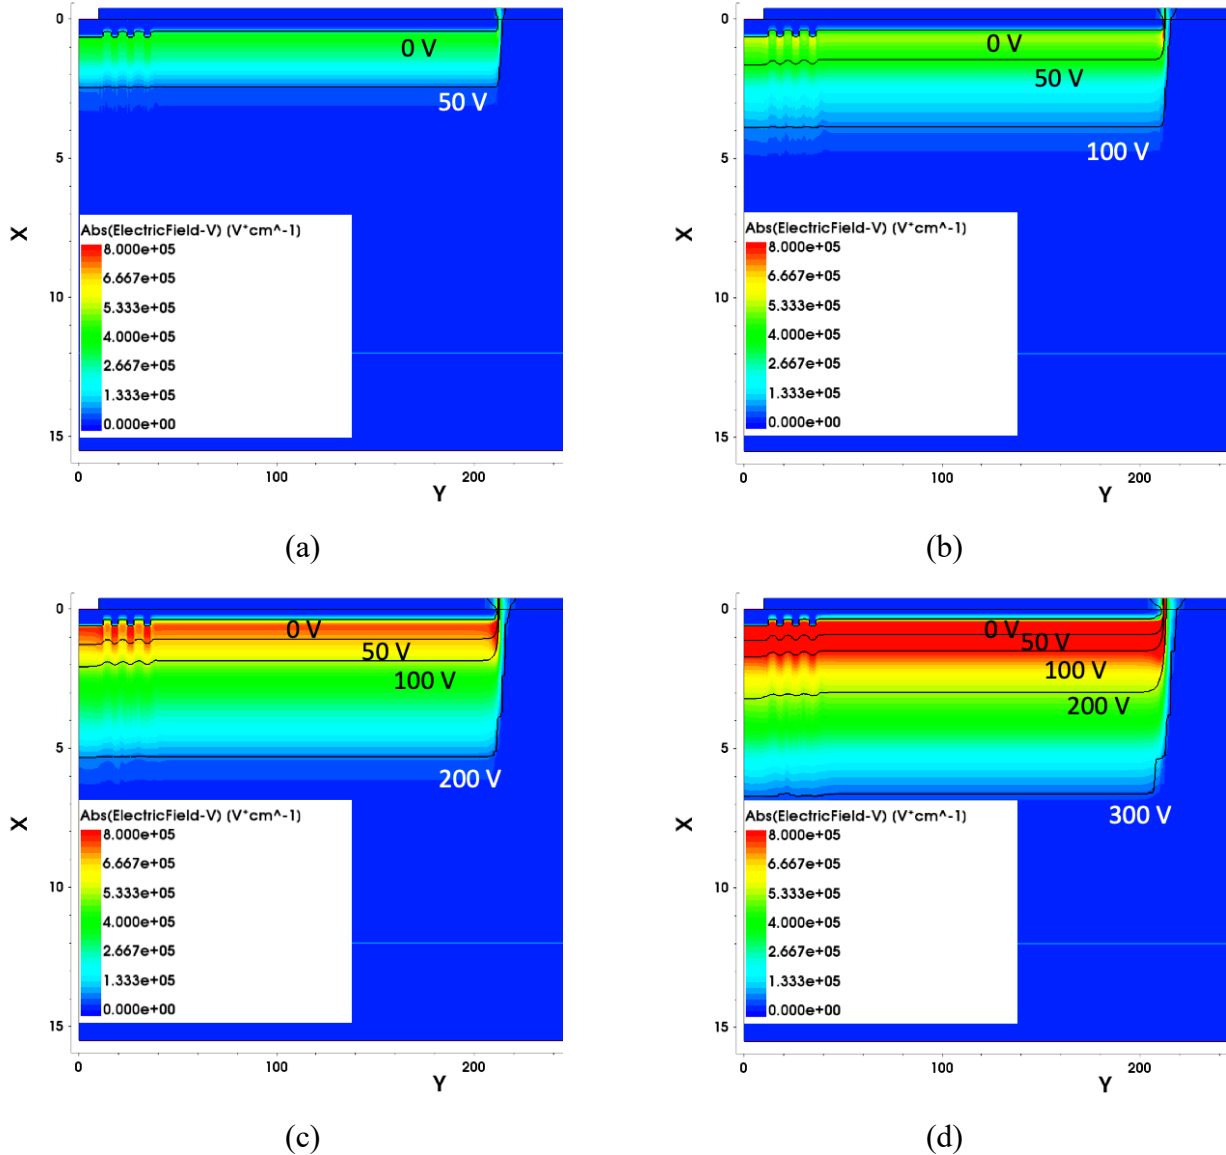 0
5
10
15
X
0 V
50 V
Abs(ElectricField-V) (V*cm^-1)
8.000e+05
6.667e+05
5.333e+05
4.000e+05
2.667e+05
1.333e+05
0.000e+00
0
100
200
Y
(a)
0
5
10
15
X
0 V
50 V
100 V
Abs(ElectricField-V) (V*cm^-1)
8.000e+05
6.667e+05
5.333e+05
4.000e+05
2.667e+05
1.333e+05
0.000e+00
0
100
200
Y
(b)
0
5
10
15
X
0 V
50 V
100 V
200 V
Abs(ElectricField-V) (V*cm^-1)
8.000e+05
6.667e+05
5.333e+05
4.000e+05
2.667e+05
1.333e+05
0.000e+00
0
100
200
Y
(c)
0
5
10
15
X
0 V
50 V
100 V
200 V
300 V
Abs(ElectricField-V) (V*cm^-1)
8.000e+05
6.667e+05
5.333e+05
4.000e+05
2.667e+05
1.333e+05
0.000e+00
0
100
200
Y
(d)